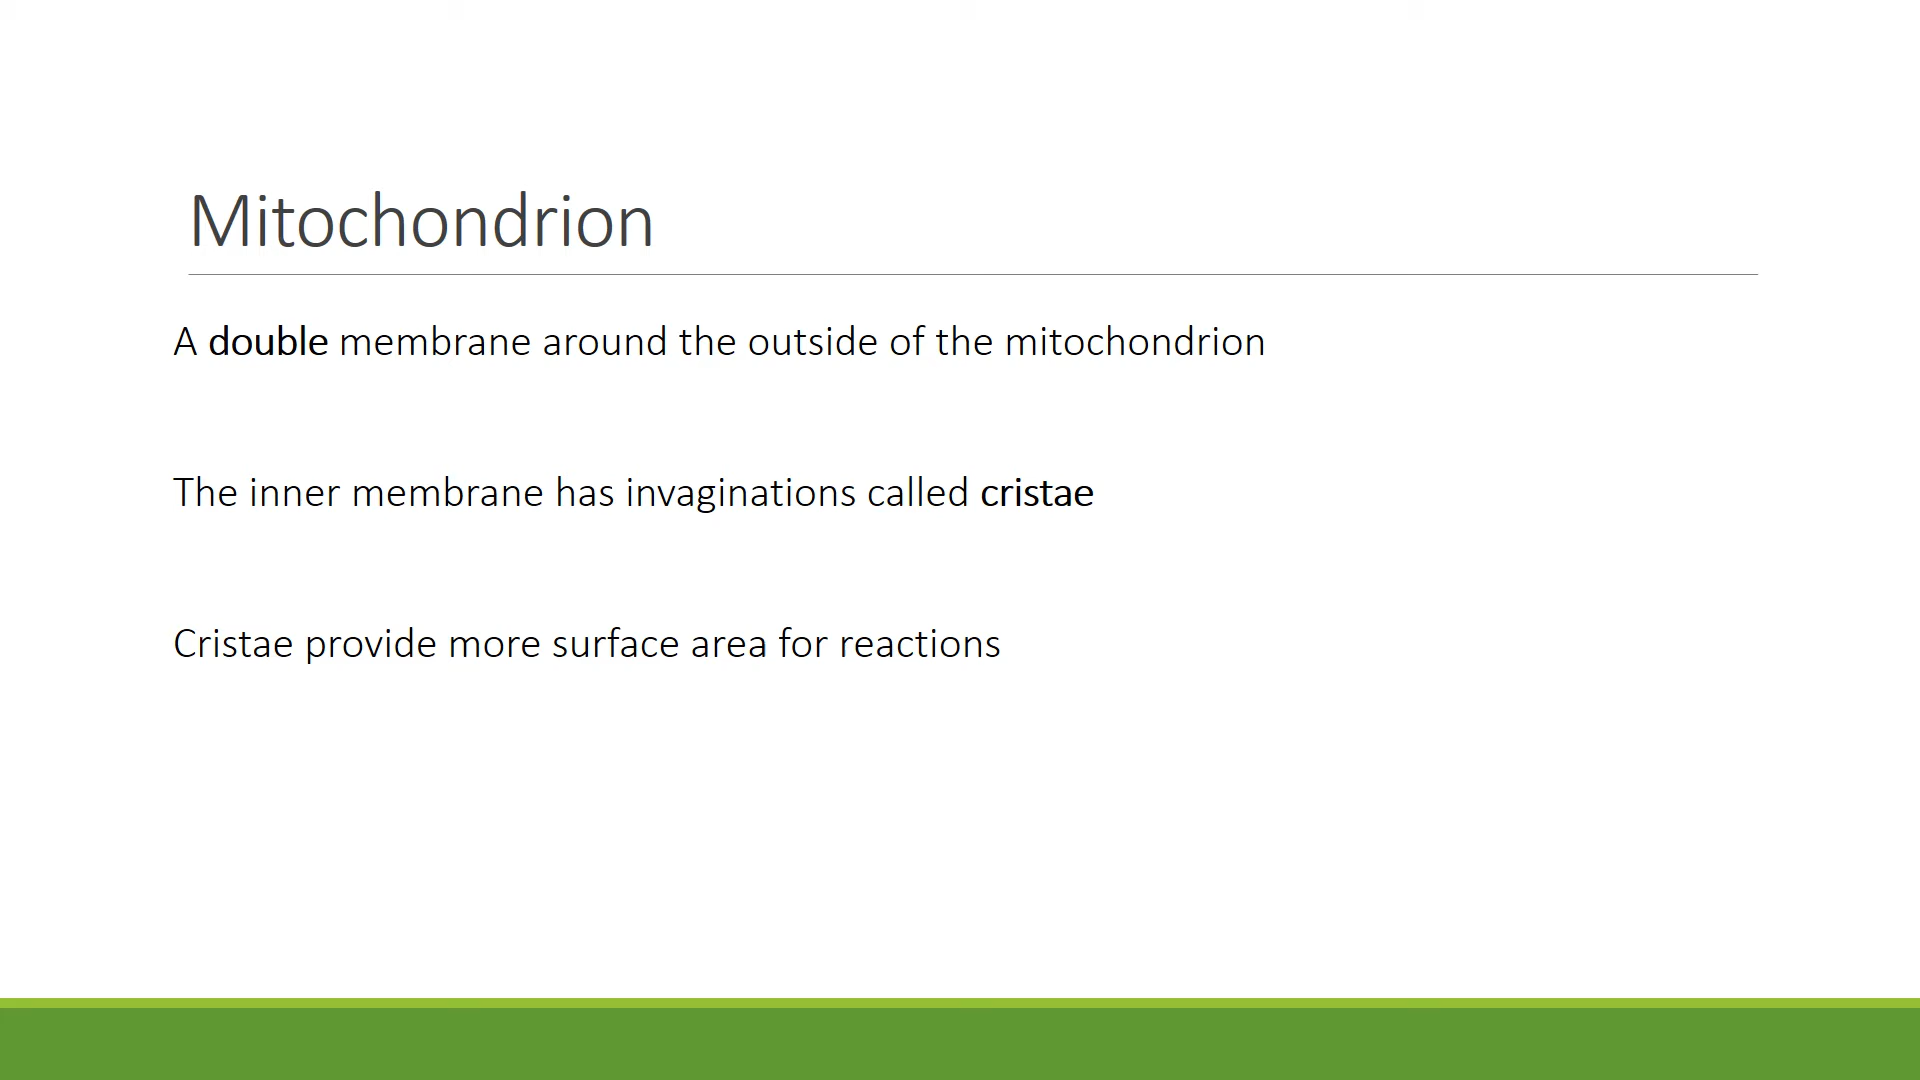 Mitochondrion
A double membrane around the outside of the mitochondrion
The inner membrane has invaginations called cristae
Cristae provide more surface area for reactions